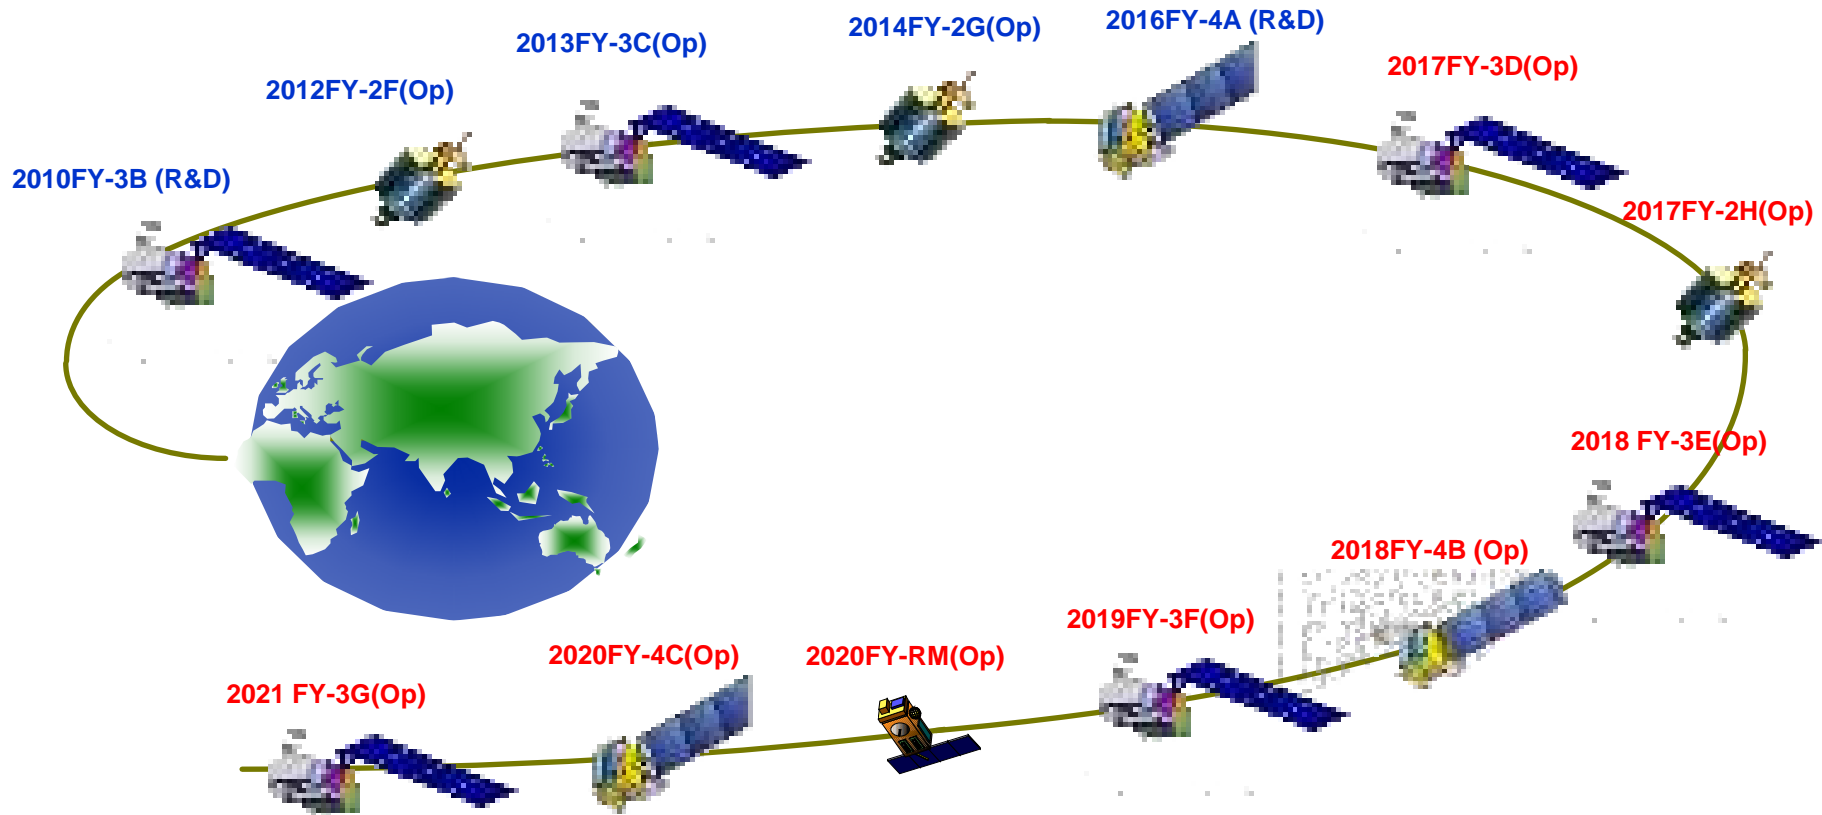 2010FY-3B (R&D)
2012FY-2F(Op)
2013FY-3C(Op)
2014FY-2G(Op)
2016FY-4A (R&D)
2017FY-3D(Op)
2017FY-2H(Op)
2018 FY-3E(Op)
2018FY-4B (Op)
2019FY-3F(Op)
2020FY-RM(Op)
2020FY-4C(Op)
2021 FY-3G(Op)